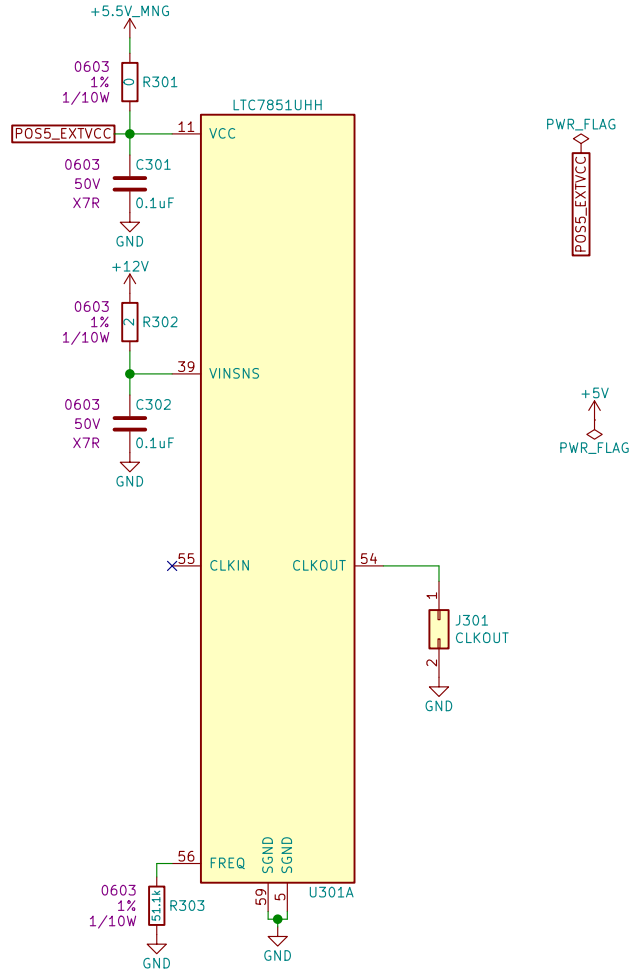 +5.5V_MNG
0603
1%
1/10W
0
R301
LTC7851UHH
POS5_EXTVCC
11
VCC
0603
50V
X7R
C301
0.1uF
GND
+12V
0603
1%
1/10W
2
R302
39
VINSNS
0603
50V
X7R
C302
0.1uF
GND
55
CLKIN
CLKOUT
54
1
J301
CLKOUT
2
GND
56
FREQ
SGND
SGND
59
5
U301A
GND
0603
1%
1/10W
51.1k
R303
GND
PWR_FLAG
POS5_EXTVCC
+5V
PWR_FLAG